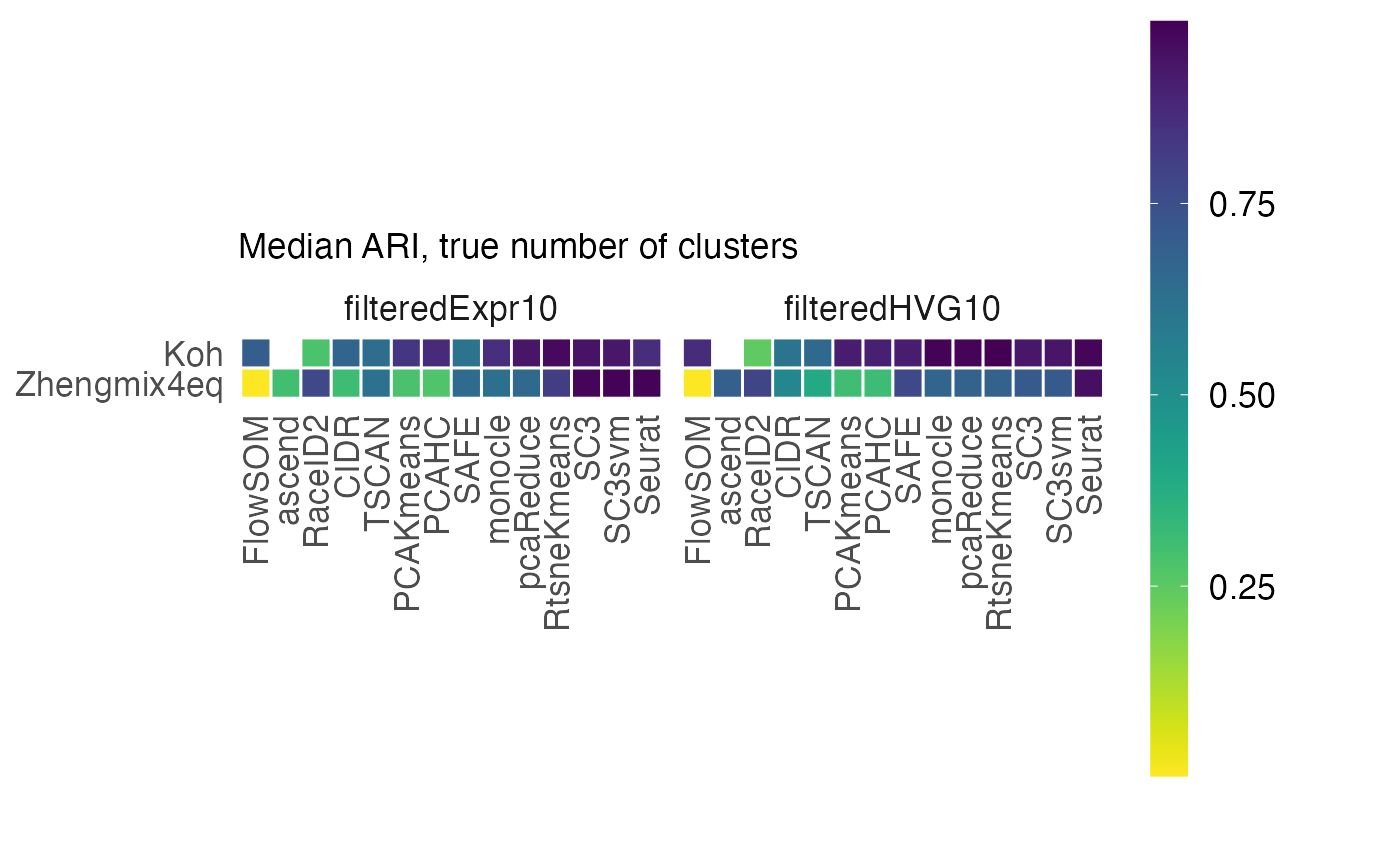 Median ARI, true number of clusters
filteredExpr10
filteredHVG10
Koh
Zhengmix4eq
FlowSOM
ascend
RaceID2
CIDR
TSCAN
PCAKmeans
PCAHC
SAFE
monocle
pcaReduce
RtsneKmeans
SC3
SC3svm
Seurat
FlowSOM
ascend
RaceID2
CIDR
TSCAN
PCAKmeans
PCAHC
SAFE
monocle
pcaReduce
RtsneKmeans
SC3
SC3svm
Seurat
0.75
0.50
0.25